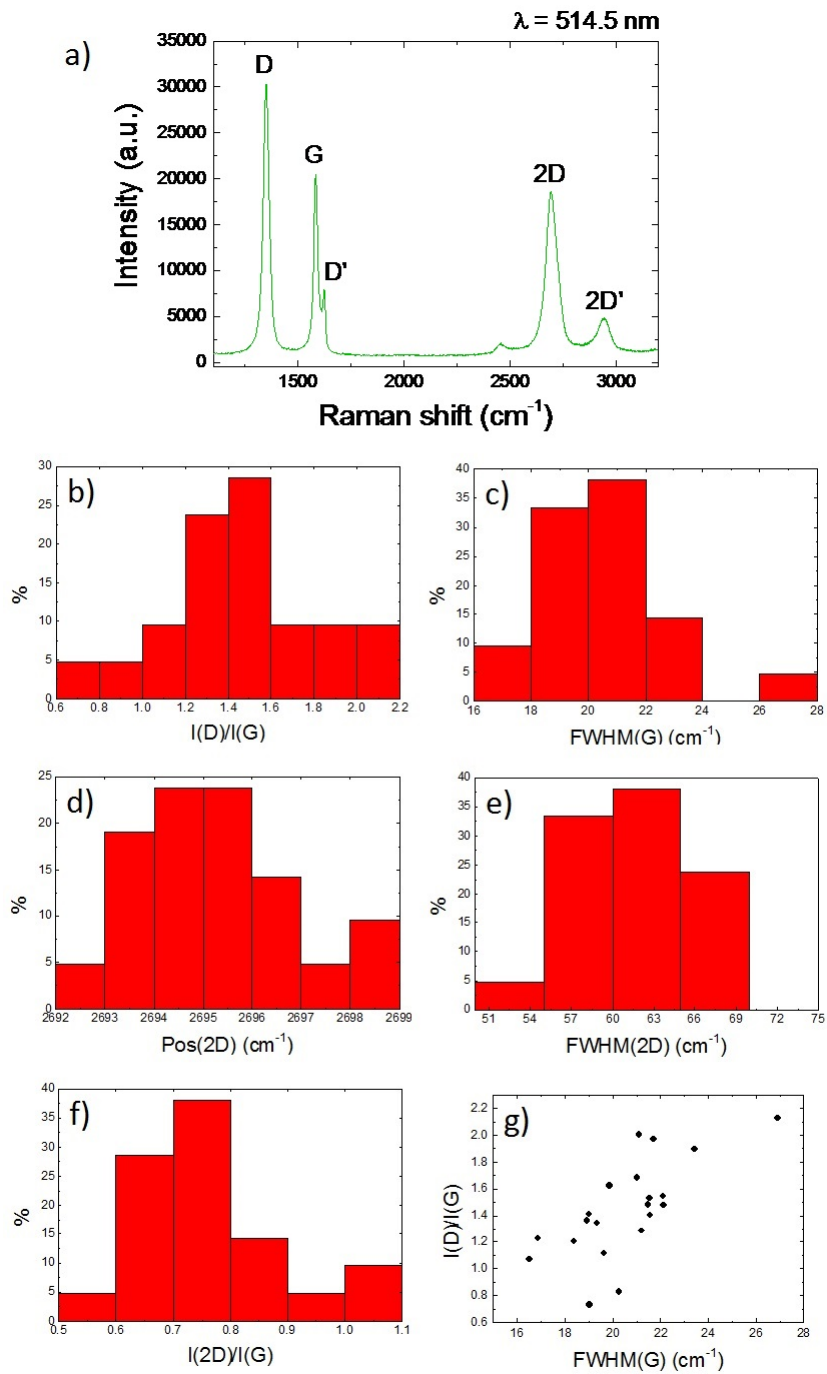 λ = 514.5 nm
a)
35000
30000
25000
20000
15000
10000
5000
0
Intensity (a.u.)
D
G
D'
2D
2D'
1500 2000 2500 3000
Raman shift (cm⁻¹)
b)
30
25
20
15
10
5
0
%
0.6 0.8 1.0 1.2 1.4 1.6 1.8 2.0 2.2
I(D)/I(G)
c)
40
35
30
25
20
15
10
5
0
%
16 18 20 22 24 26 28
FWHM(G) (cm⁻¹)
d)
25
20
15
10
5
0
%
2692 2693 2694 2695 2696 2697 2698 2699
Pos(2D) (cm⁻¹)
e)
40
35
30
25
20
15
10
5
0
%
51 54 57 60 63 66 69 72 75
FWHM(2D) (cm⁻¹)
f)
40
35
30
25
20
15
10
5
0
%
0.5 0.6 0.7 0.8 0.9 1.0 1.1
I(2D)/I(G)
g)
2.2
2.0
1.8
1.6
1.4
1.2
1.0
0.8
0.6
I(D)/I(G)
16 18 20 22 24 26 28
FWHM(G) (cm⁻¹)